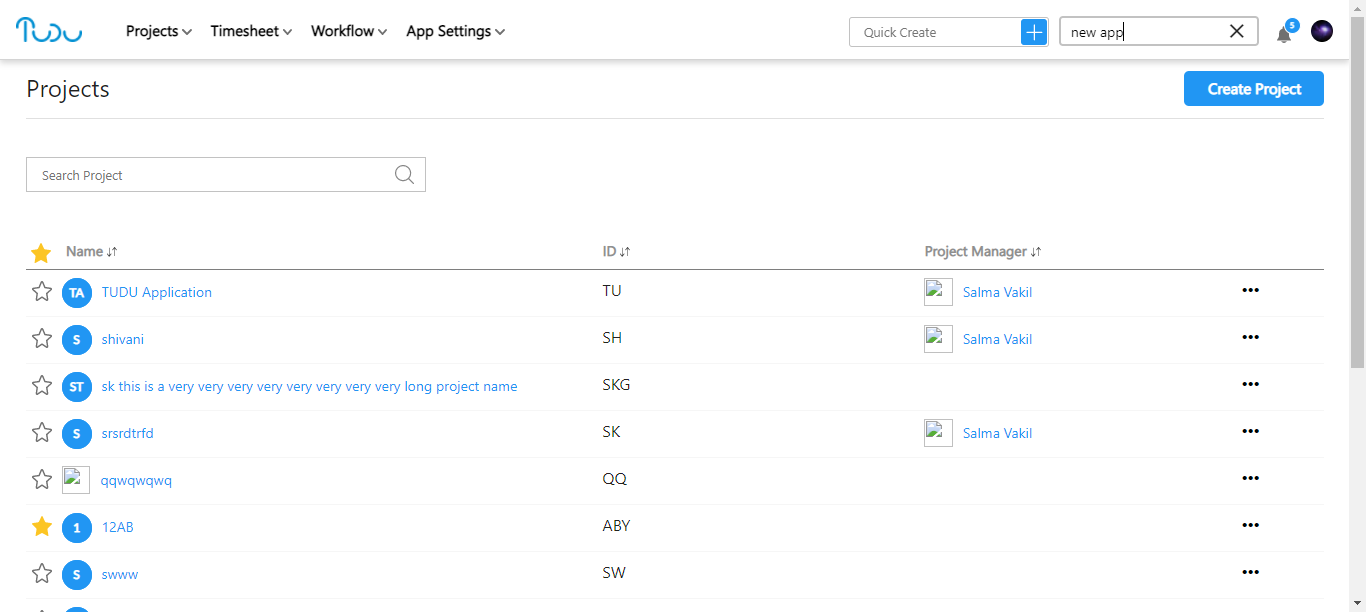 TUDU Projects Timesheet Workflow App Settings Quick Create new app 5
Projects Create Project
Search Project
Name ID Project Manager
TA TUDU Application TU Salma Vakil
S shivani SH Salma Vakil
ST sk this is a very very very very very very very very long project name SKG
S srsrdtrfd SK Salma Vakil
qqwqwqwq QQ
1 12AB ABY
S swww SW